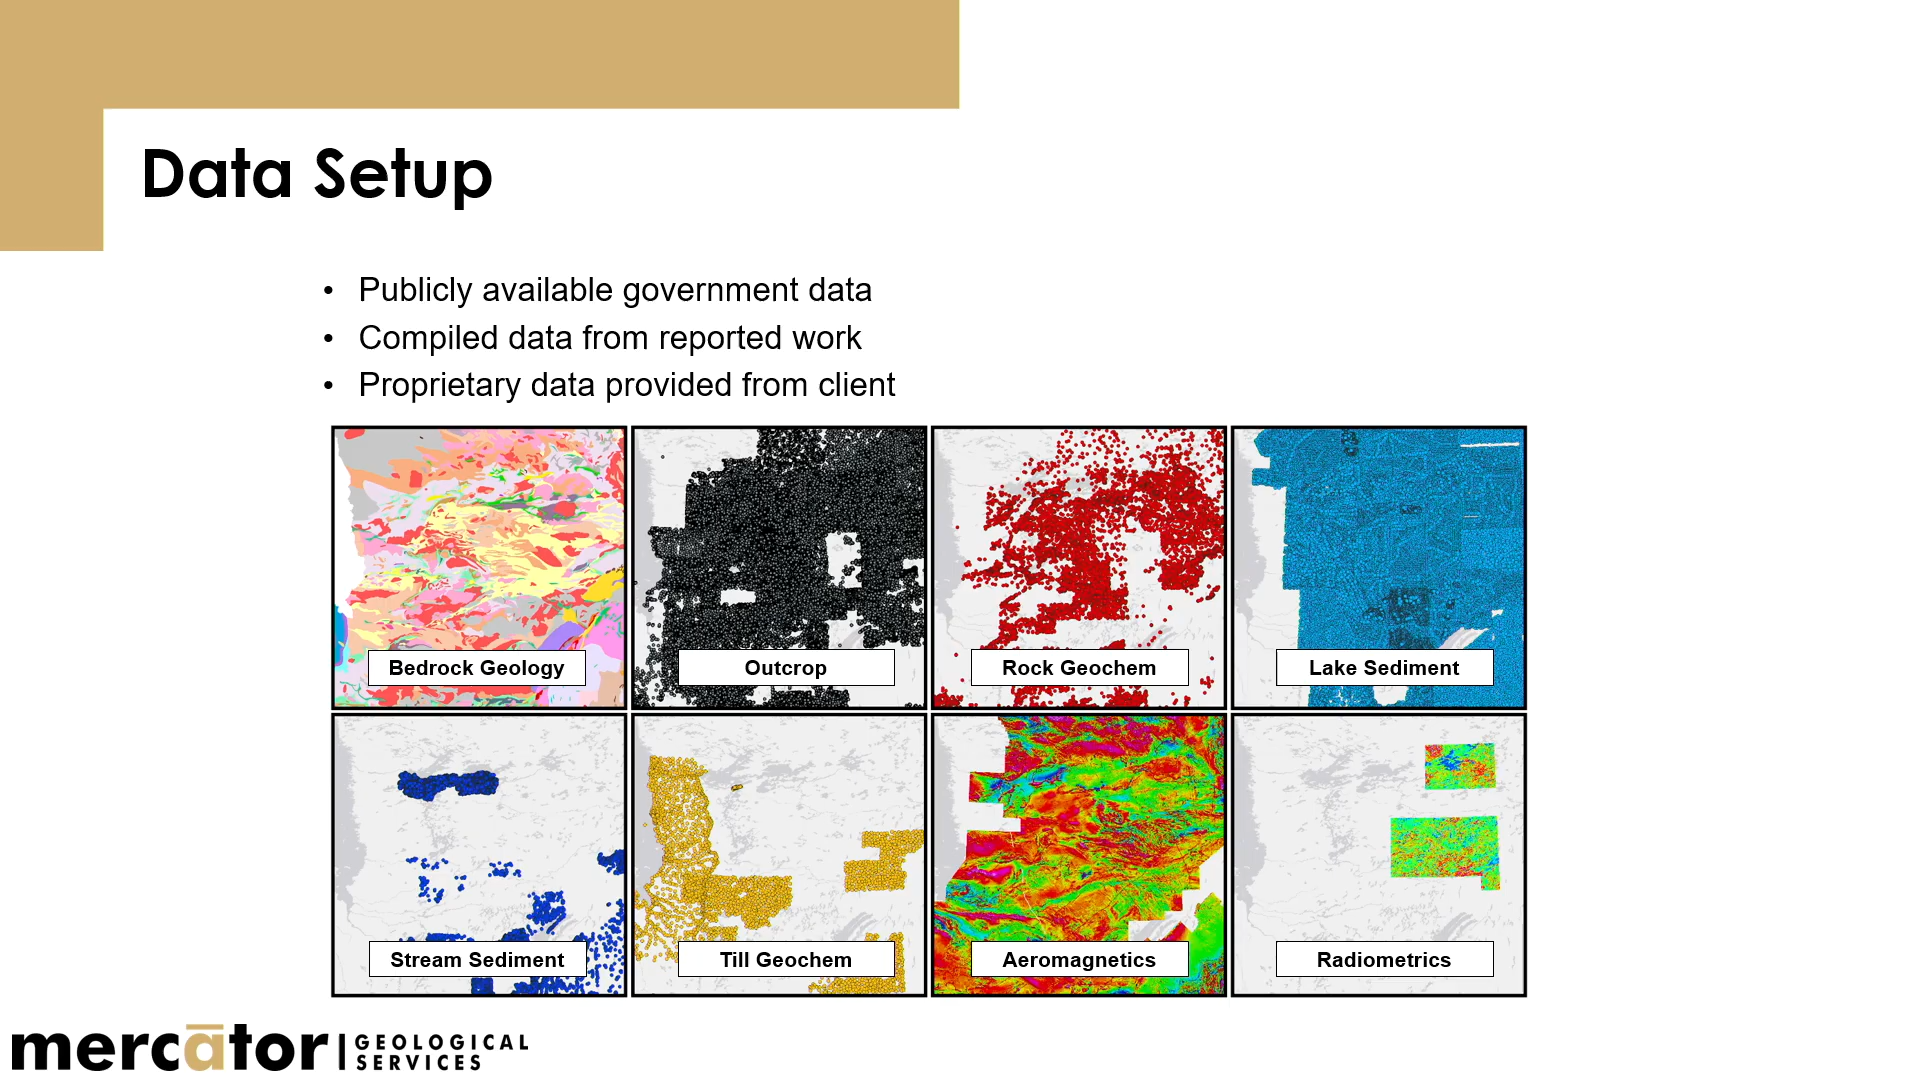 Data Setup
• Publicly available government data
• Compiled data from reported work
• Proprietary data provided from client
Bedrock Geology
Outcrop
Rock Geochem
Lake Sediment
Stream Sediment
Till Geochem
Aeromagnetics
Radiometrics
mercātor | GEOLOGICAL
SERVICES